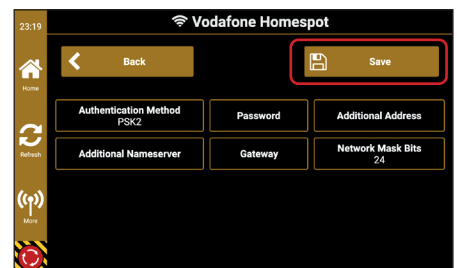 23:19
Vodafone Homespot
Back
Save
Home
Authentication Method
PSK2
Password
Additional Address
Refresh
Additional Nameserver
Gateway
Network Mask Bits
24
More